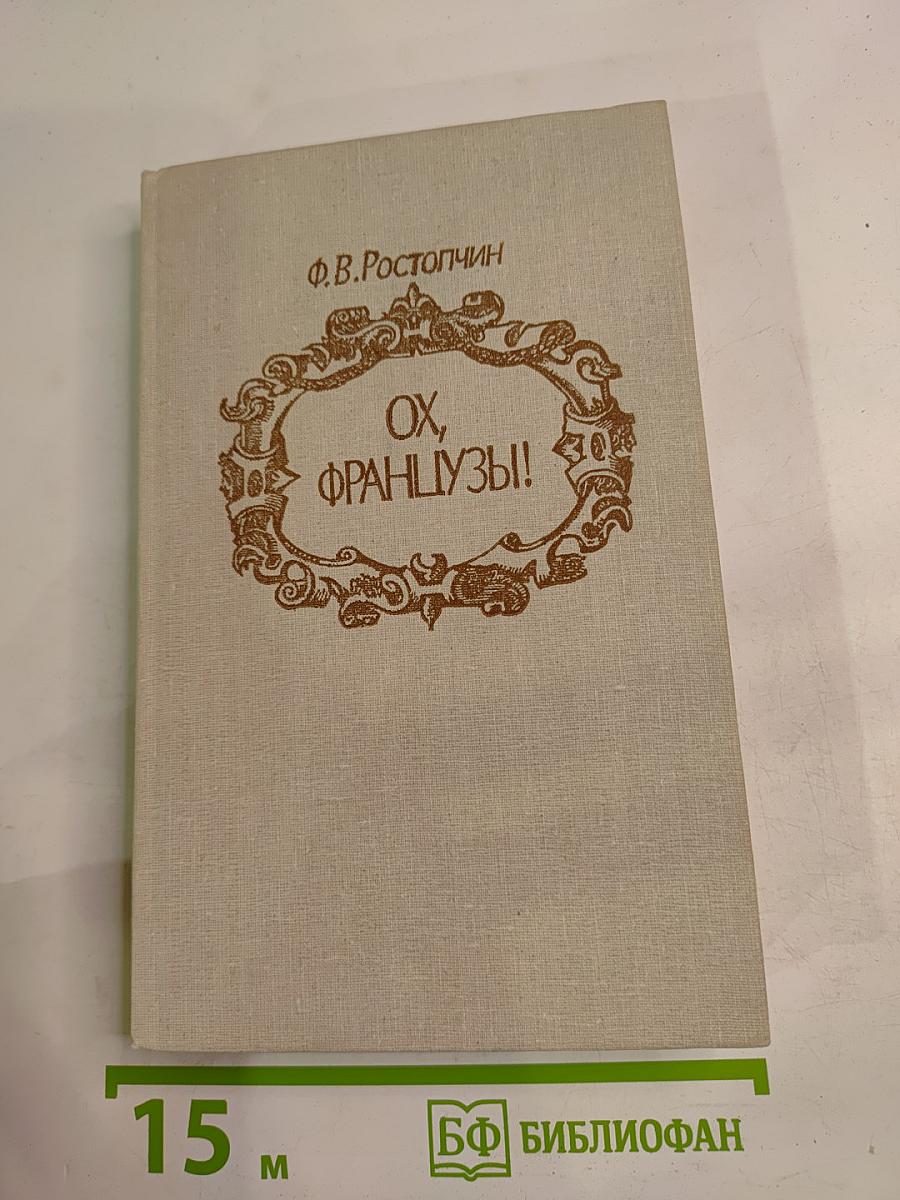 Ф.В.Ростопчин
ОХ,
ФРАНЦУЗЫ!
15 м
БФ БИБЛИОФАН